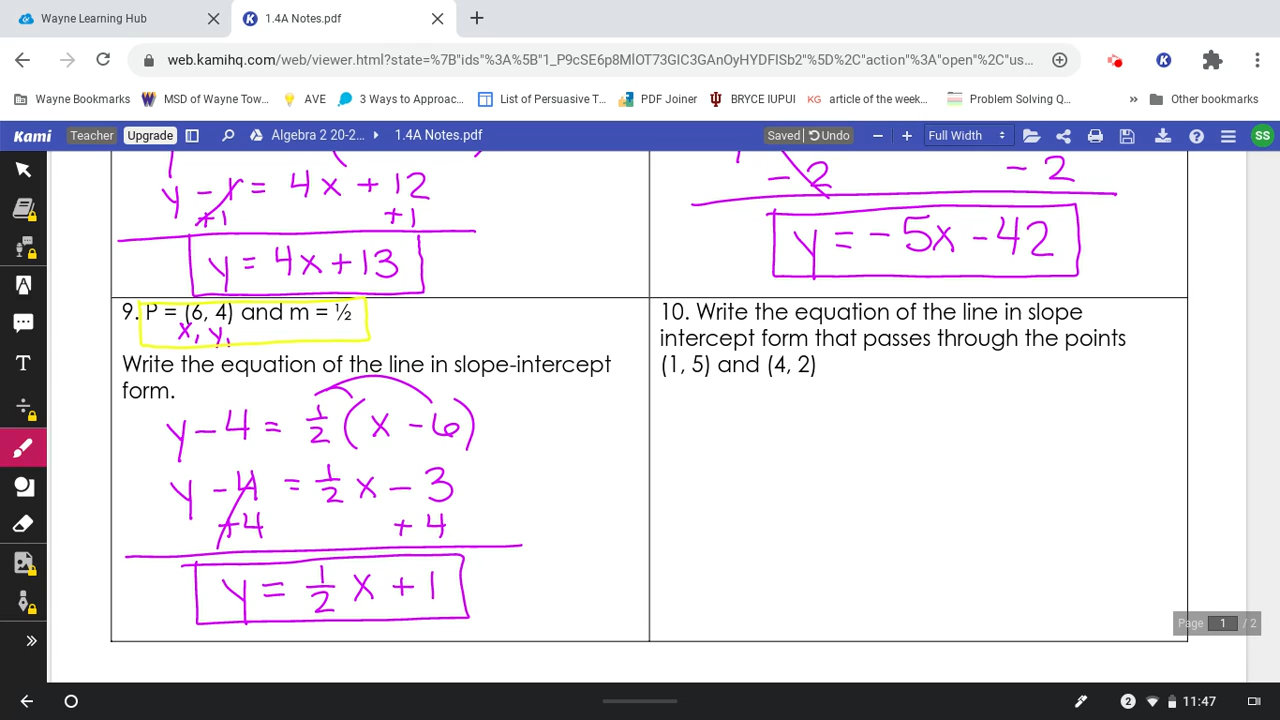 Wayne Learning Hub
1.4A Notes.pdf
web.kamihq.com/web/viewer.html?state=%7B"ids"%3A%5B"1_P9cSE6p8MlOT73GIC3GAnOyHYDFISb2"%5D%2C"action"%3A"open"%2C"us...
Wayne Bookmarks
MSD of Wayne Tow...
AVE
3 Ways to Approac...
List of Persuasive T...
PDF Joiner
BRYCE IUPUI
KG article of the week...
Problem Solving Q...
» Other bookmarks
Kami Teacher Upgrade
Algebra 2 20-2... 1.4A Notes.pdf
Saved Undo
Full Width
SS
y - 1 = 4x + 12
+1 +1
y = 4x + 13
- 2 - 2
y = - 5x - 42
9. P = (6, 4) and m = ½
x, y,
Write the equation of the line in slope-intercept
form.
y - 4 = 1/2 (x - 6)
y - 4 = 1/2 x - 3
+4 + 4
y = 1/2 x + 1
10. Write the equation of the line in slope
intercept form that passes through the points
(1, 5) and (4, 2)
Page 1 / 2
2 11:47